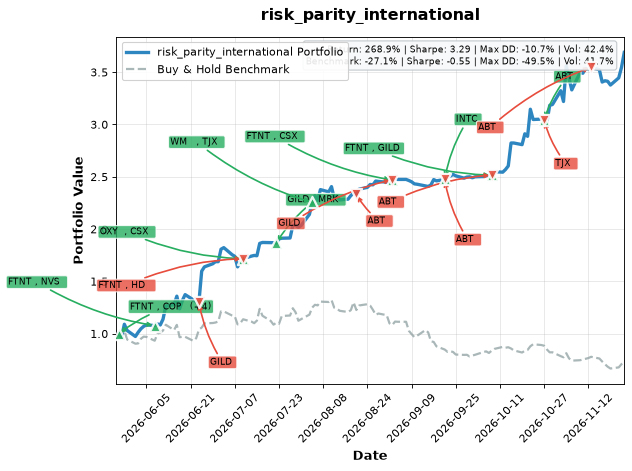 risk_parity_international
risk_parity_international Portfolio
Buy & Hold Benchmark
rn: 268.9% | Sharpe: 3.29 | Max DD: -10.7% | Vol: 42.4%
Benchmark: -27.1% | Sharpe: -0.55 | Max DD: -49.5% | Vol: 41.7%
Portfolio Value
3.5
3.0
2.5
2
1.0
ABT
INTC
ABT
FTNT , CSX
WM , TJX
FTNT , GILD
TJX
GILD , MRK
GILD
ABT
ABT
OXY , CSX
ABT
FTNT , NVS
FTNT , HD
FTNT , COP
GILD
2026-06-05
2026-06-21
2026-07-07
2026-07-23
2026-08-08
2026-08-24
2026-09-09
2026-09-25
2026-10-11
2026-10-27
2026-11-12
Date